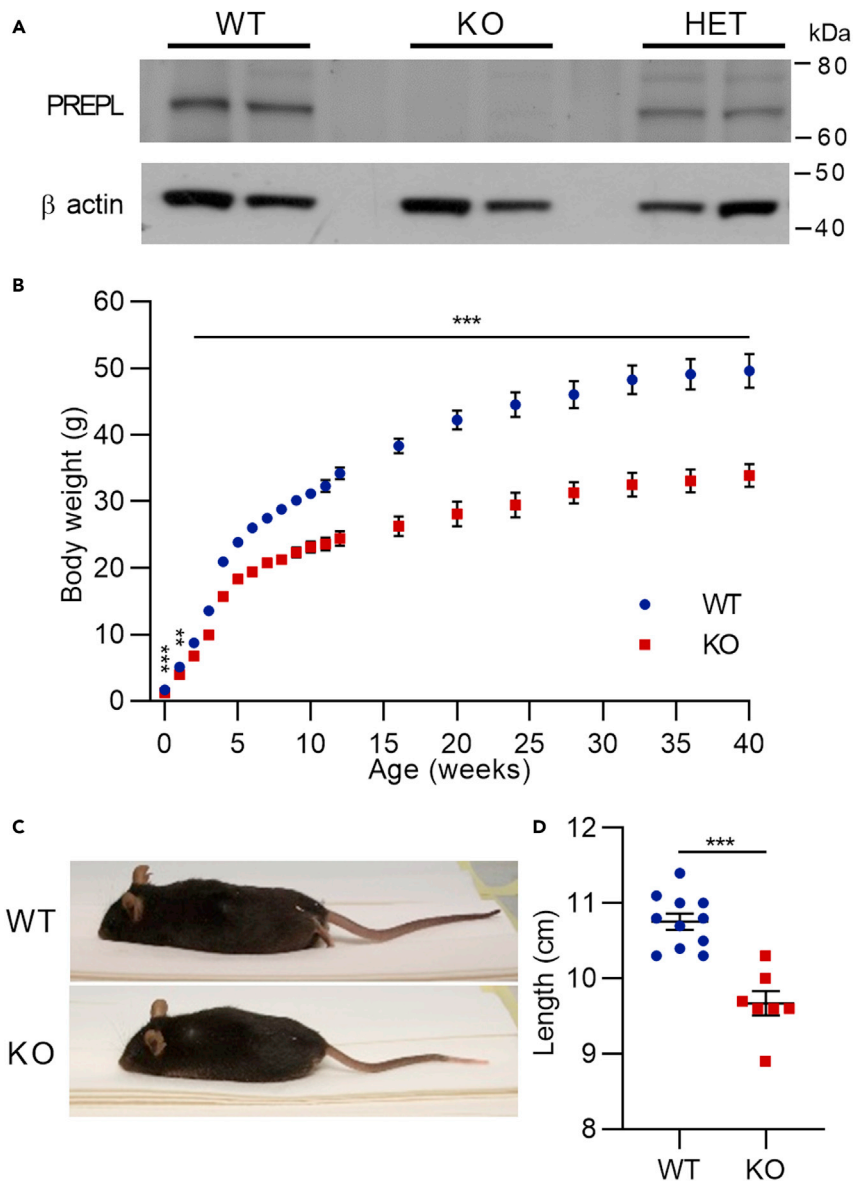 A
WT KO HET kDa
PREPL
80
60
β actin
50
40
B
Body weight (g)
60
50
40
30
20
10
0
***
***
**
WT
KO
0 5 10 15 20 25 30 35 40
Age (weeks)
C
WT
KO
D
Length (cm)
12
11
10
9
8
***
WT KO